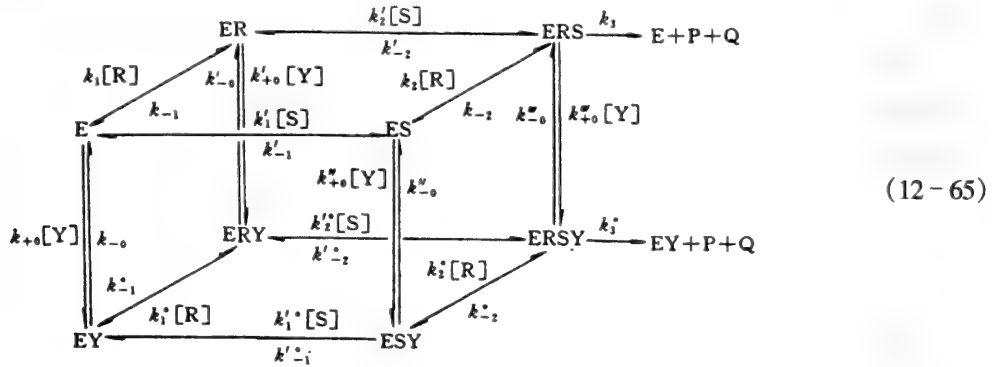 k′₂[S]
ER ERS k₃ E+P+Q
k′₋₂
k₁[R] k′₋₀ k′₊₀[Y] k₂[R] k‴₋₀ k‴₊₀[Y]
k₋₁ k₋₂
k′₁[S]
E ES
k′₋₁
k″₊₀[Y] k″₋₀
(12-65)
k′₂°[S]
k₊₀[Y] k₋₀ ERY ERSY k₃° EY+P+Q
k′°₋₂
k°₋₁ k₂°[R]
k₁°[R] k′₁°[S] k°₋₂
EY ESY
k′°₋₁